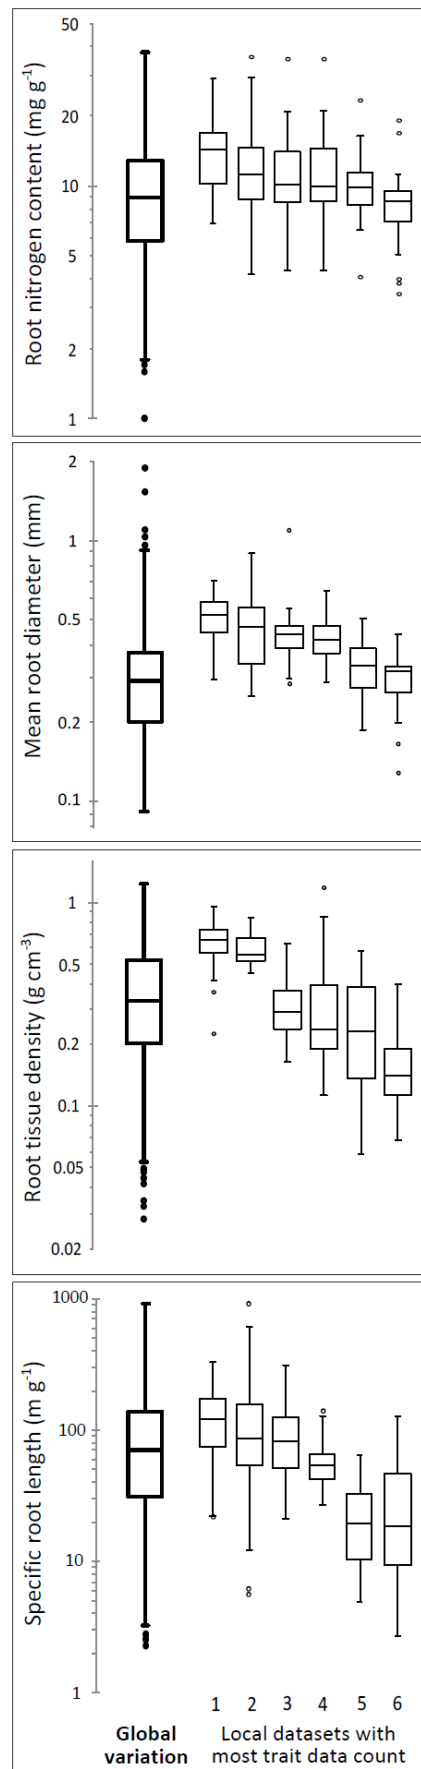 Root nitrogen content (mg g⁻¹)
50
20
10
5
2
1
Mean root diameter (mm)
2
1
0.5
0.2
0.1
Root tissue density (g cm⁻³)
1
0.5
0.2
0.1
0.05
0.02
Specific root length (m g⁻¹)
1000
100
10
1
1 2 3 4 5 6
Global variation
Local datasets with
most trait data count